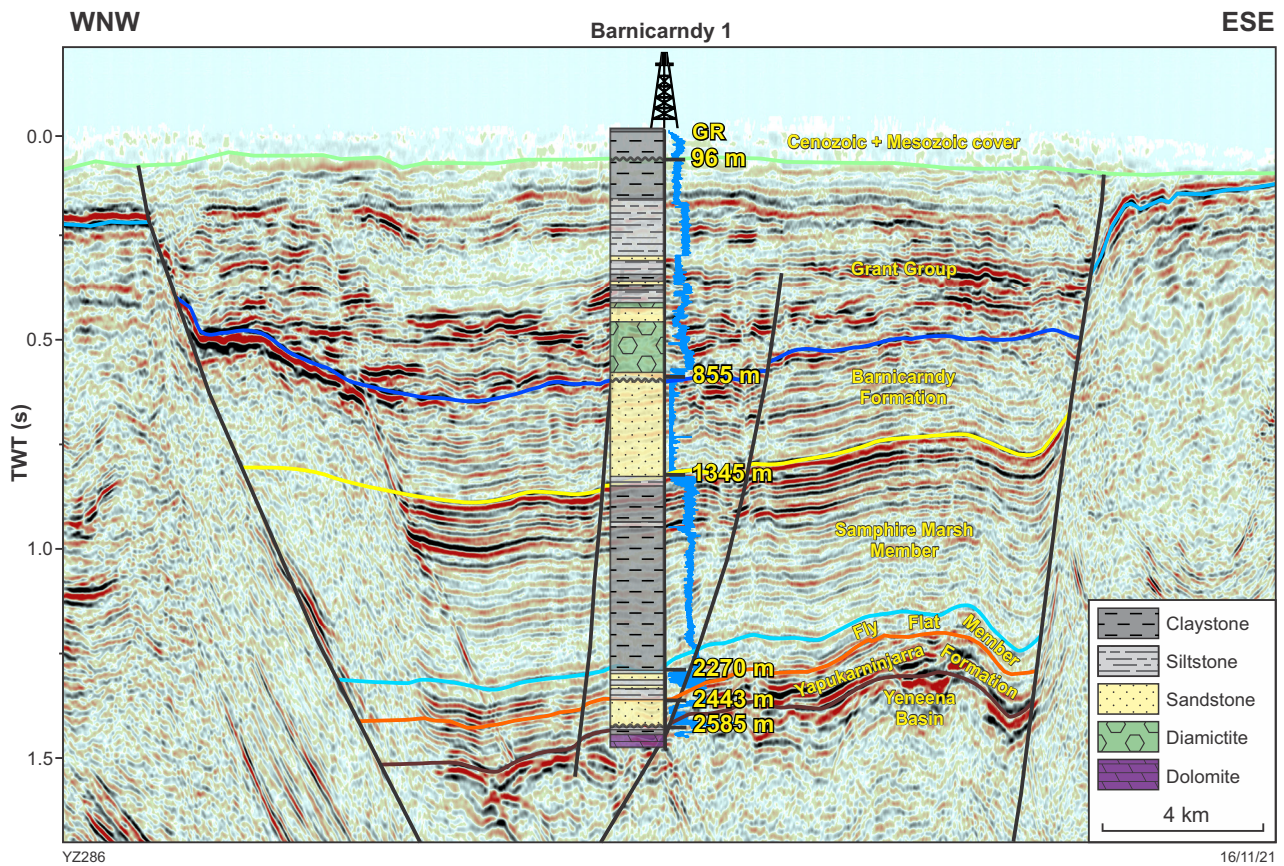 WNW
Barnicarndy 1
ESE
0.0
0.5
1.0
1.5
TWT (s)
GR
96 m
855 m
1345 m
2270 m
2443 m
2585 m
Cenozoic + Mesozoic cover
Grant Group
Barnicarndy
Formation
Samphire Marsh
Member
Fly Flat Member
Yapukarninjarra Formation
Yeneena
Basin
Claystone
Siltstone
Sandstone
Diamictite
Dolomite
4 km
YZ286
16/11/21